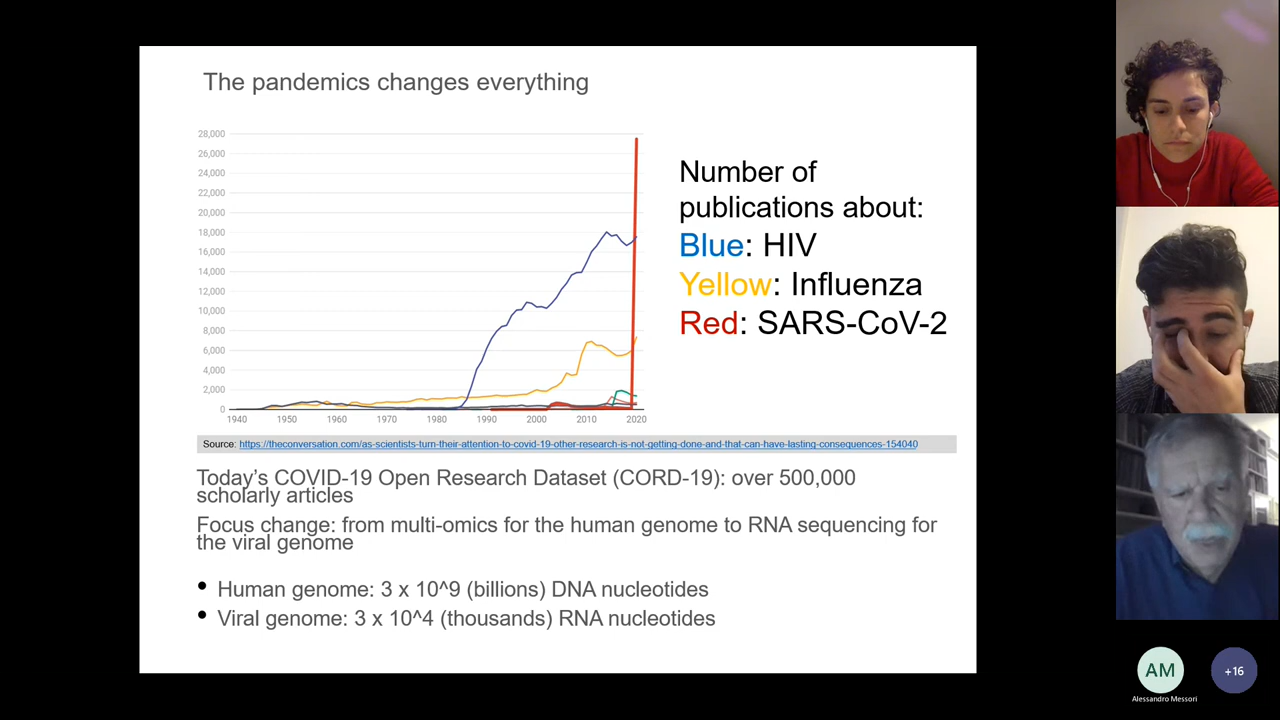 The pandemics changes everything
28,000
26,000
24,000
22,000
20,000
18,000
16,000
14,000
12,000
10,000
8,000
6,000
4,000
2,000
0
1940 1950 1960 1970 1980 1990 2000 2010 2020
Number of
publications about:
Blue: HIV
Yellow: Influenza
Red: SARS-CoV-2
Source: https://theconversation.com/as-scientists-turn-their-attention-to-covid-19-other-research-is-not-getting-done-and-that-can-have-lasting-consequences-154040
Today's COVID-19 Open Research Dataset (CORD-19): over 500,000
scholarly articles
Focus change: from multi-omics for the human genome to RNA sequencing for
the viral genome
• Human genome: 3 x 10^9 (billions) DNA nucleotides
• Viral genome: 3 x 10^4 (thousands) RNA nucleotides
AM
Alessandro Messori
+16